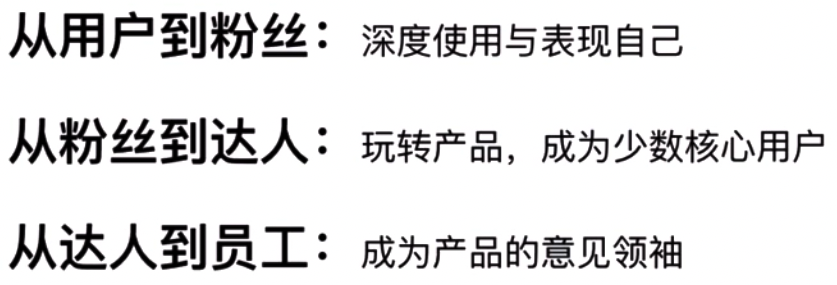 从用户到粉丝：深度使用与表现自己
从粉丝到达人：玩转产品，成为少数核心用户
从达人到员工：成为产品的意见领袖